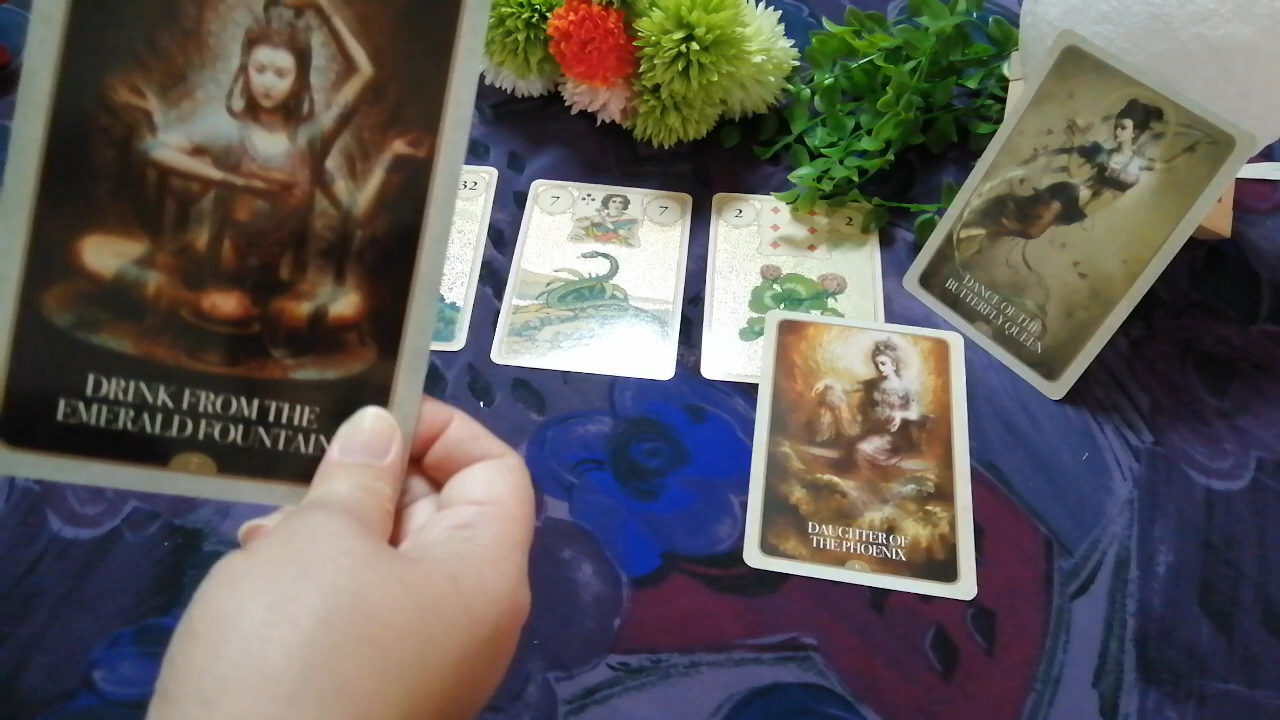 DRINK FROM THE
EMERALD FOUNTAIN
32
7
7
2
2
DANCE OF THE
BUTTERFLY QUEEN
DAUGHTER OF
THE PHOENIX